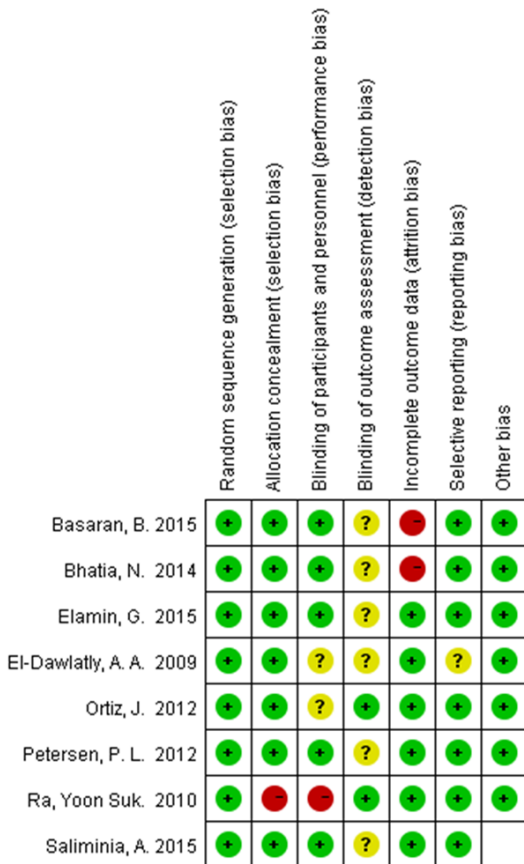 Random sequence generation (selection bias)
Allocation concealment (selection bias)
Blinding of participants and personnel (performance bias)
Blinding of outcome assessment (detection bias)
Incomplete outcome data (attrition bias)
Selective reporting (reporting bias)
Other bias
Basaran, B. 2015 + + + ? - + +
Bhatia, N. 2014 + + + ? - + +
Elamin, G. 2015 + + + ? + + +
El-Dawlatly, A. A. 2009 + + ? ? + ? +
Ortiz, J. 2012 + + ? + + + +
Petersen, P. L. 2012 + + + ? + + +
Ra, Yoon Suk. 2010 + - - + + + +
Saliminia, A. 2015 + + + ? + +